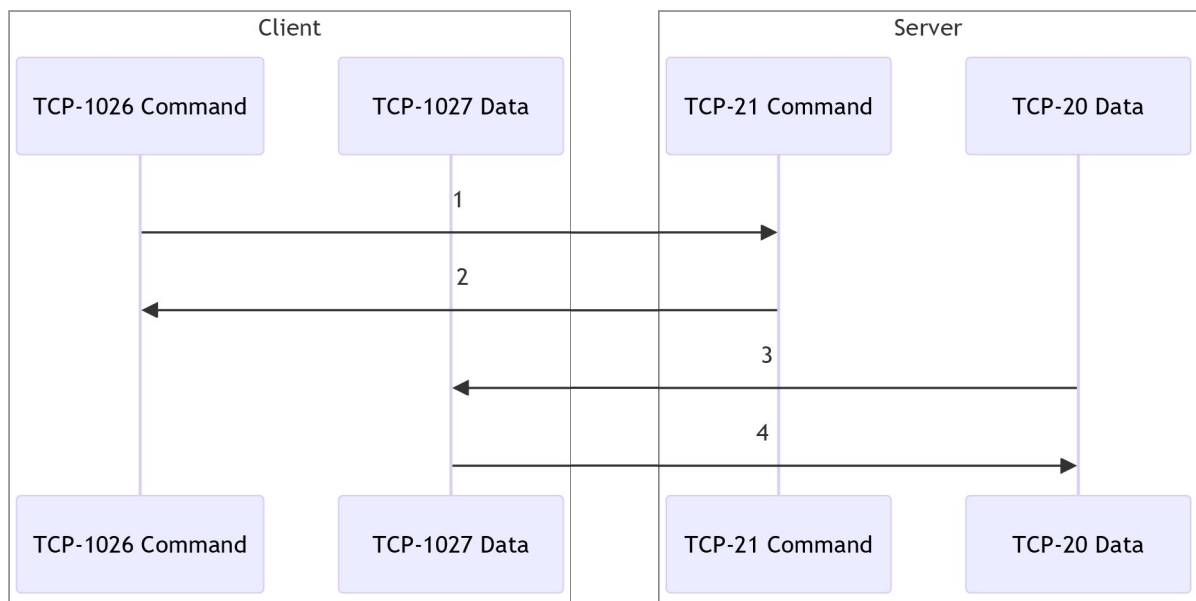 Client
Server
TCP-1026 Command
TCP-1027 Data
TCP-21 Command
TCP-20 Data
1
2
3
4
TCP-1026 Command
TCP-1027 Data
TCP-21 Command
TCP-20 Data